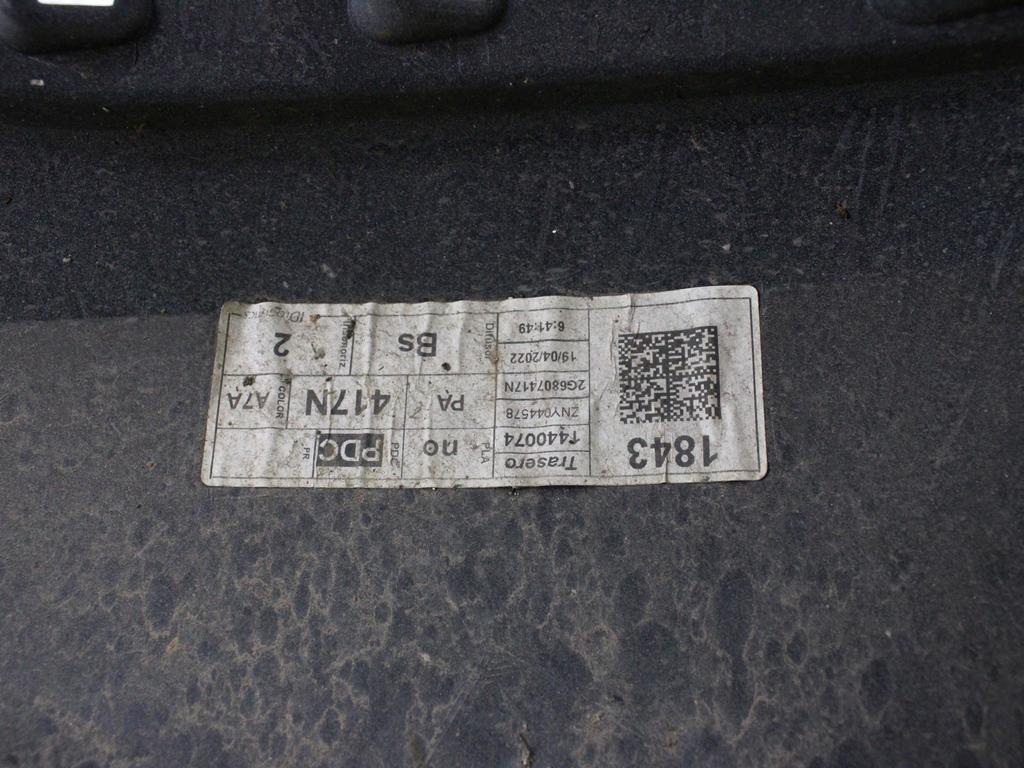 1843
Trasero
T440074
ZNY044578
2G6807417N
19/04/2022
6:41:49
PLA
no
PDC
PDC
PR
PA
417N
COLOR
A7A
Difusor
Bs
Insonoriz
2